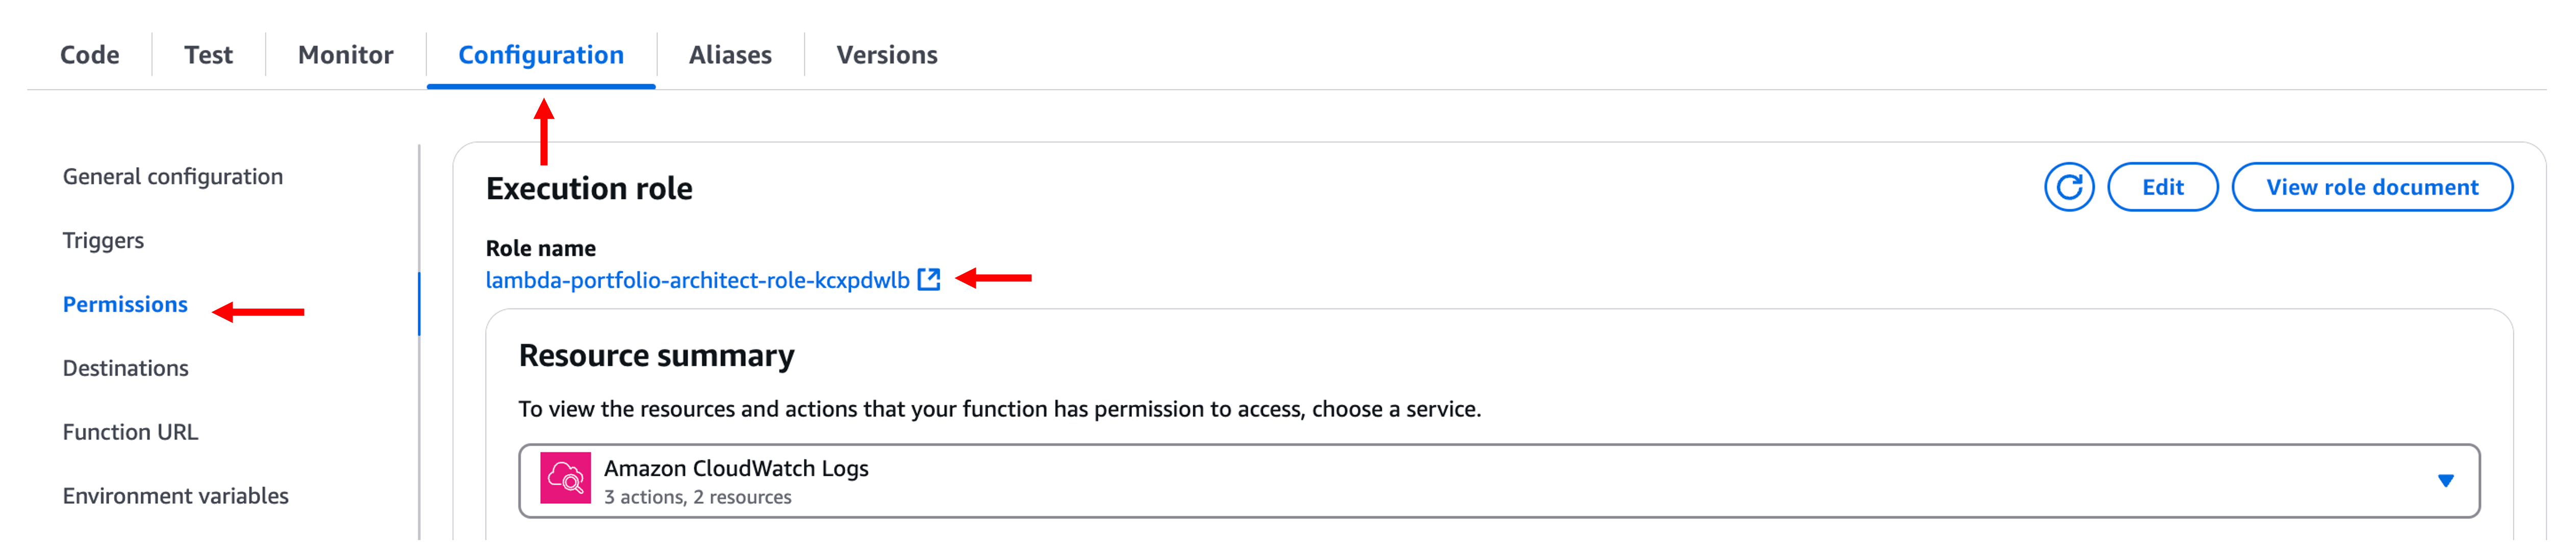 Code Test Monitor Configuration Aliases Versions
General configuration
Triggers
Permissions
Destinations
Function URL
Environment variables
Execution role
Edit
View role document
Role name
lambda-portfolio-architect-role-kcxpdwlb
Resource summary
To view the resources and actions that your function has permission to access, choose a service.
Amazon CloudWatch Logs
3 actions, 2 resources